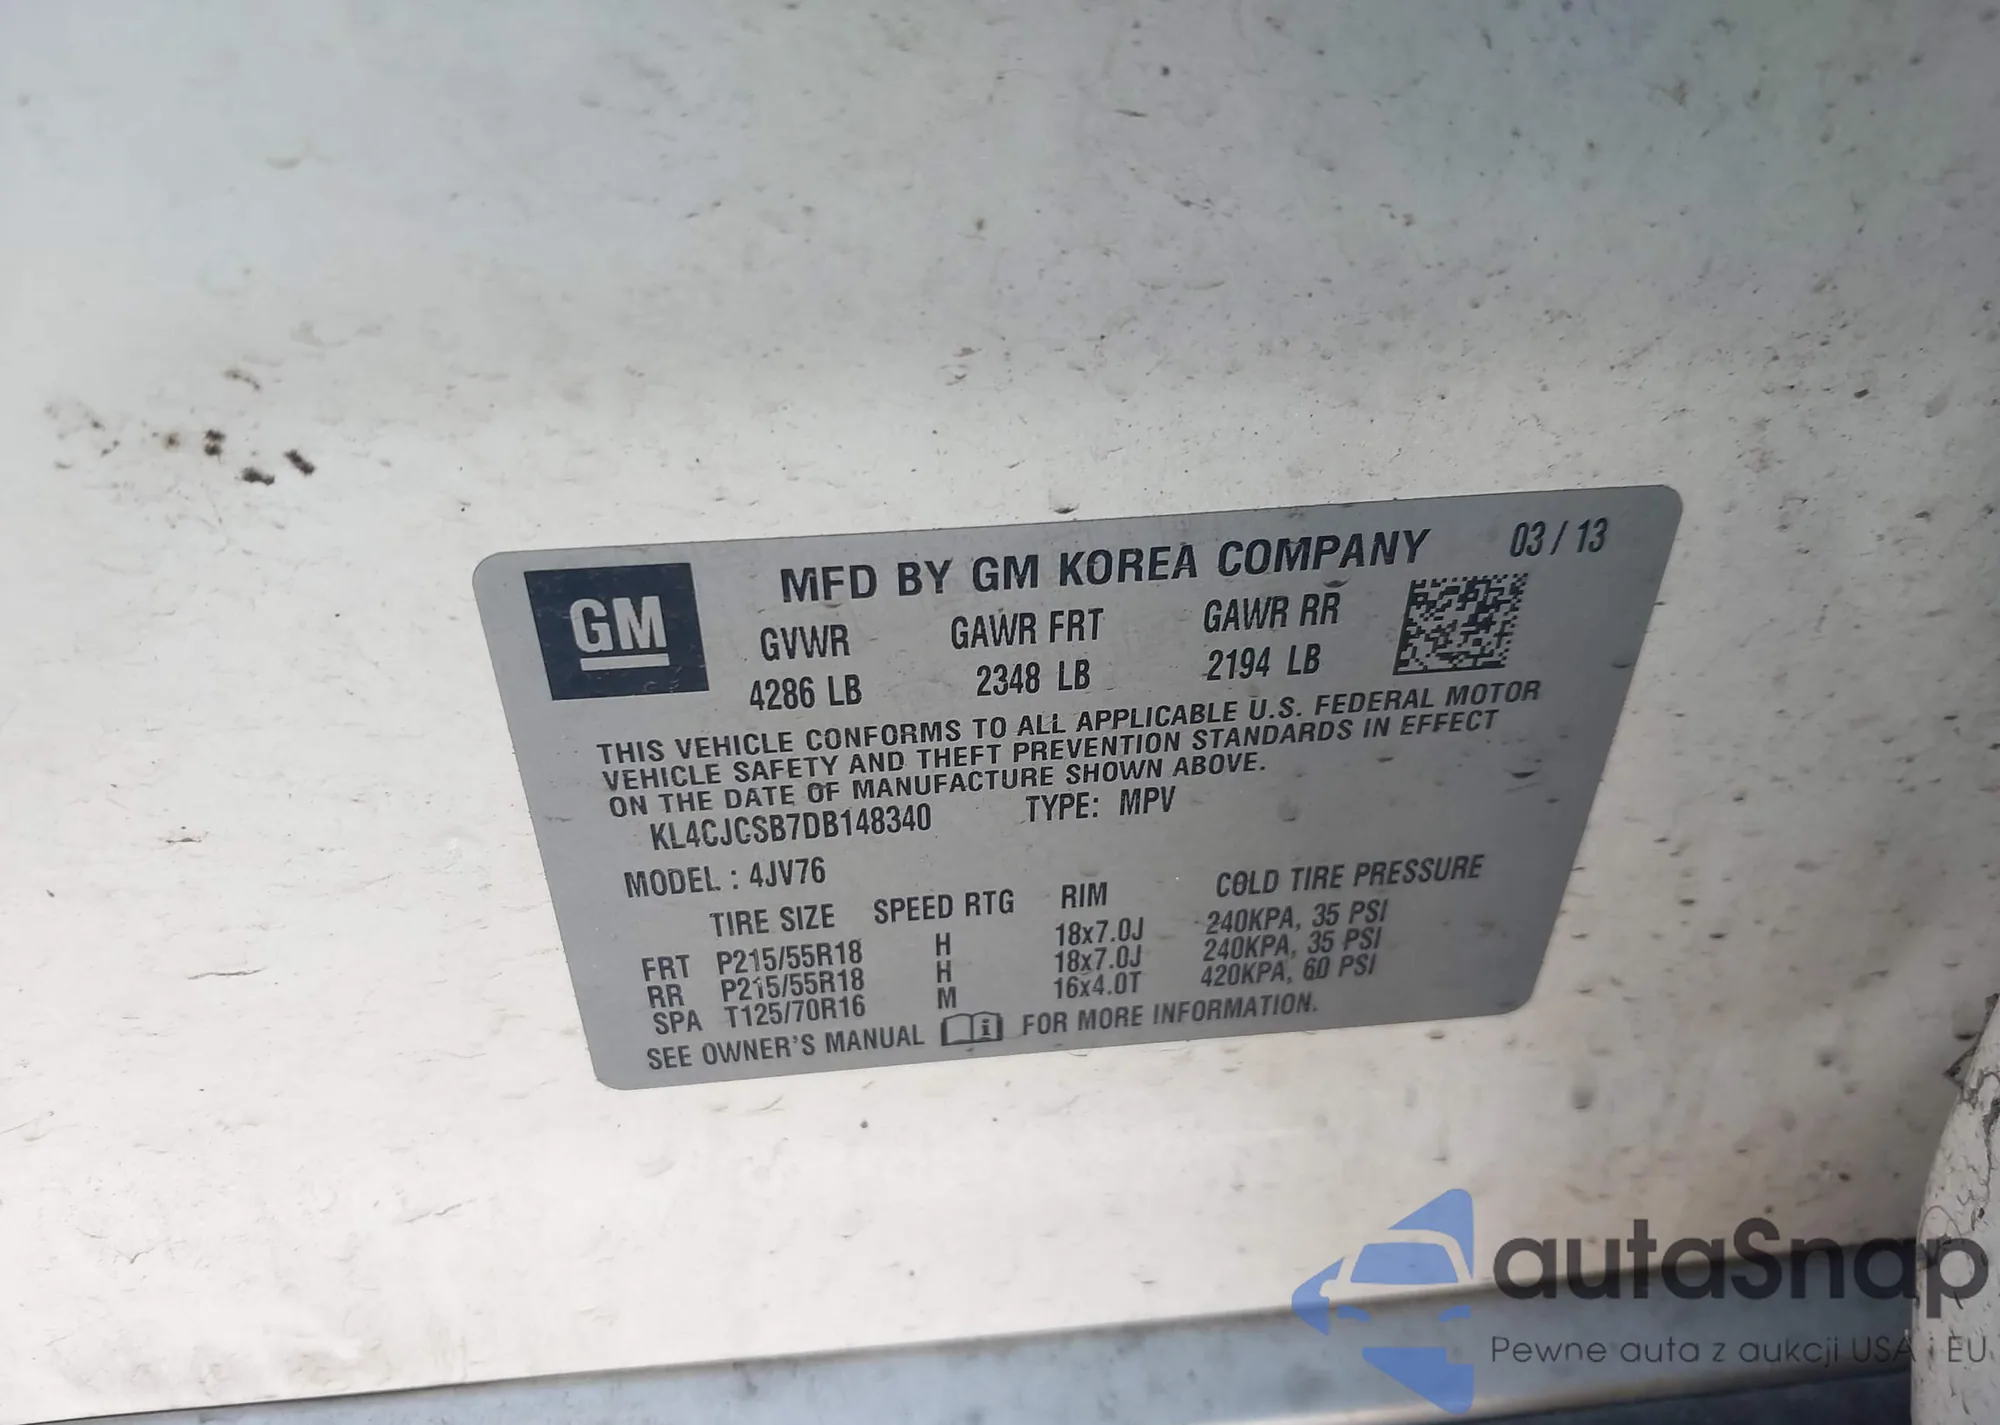 GM
MFD BY GM KOREA COMPANY 03 / 13
GVWR GAWR FRT GAWR RR
4286 LB 2348 LB 2194 LB
THIS VEHICLE CONFORMS TO ALL APPLICABLE U.S. FEDERAL MOTOR
VEHICLE SAFETY AND THEFT PREVENTION STANDARDS IN EFFECT
ON THE DATE OF MANUFACTURE SHOWN ABOVE.
KL4CJCSB7DB148340 TYPE: MPV
MODEL : 4JV76
TIRE SIZE SPEED RTG RIM COLD TIRE PRESSURE
FRT P215/55R18 H 18x7.0J 240KPA, 35 PSI
RR P215/55R18 H 18x7.0J 240KPA, 35 PSI
SPA T125/70R16 M 16x4.0T 420KPA, 60 PSI
SEE OWNER'S MANUAL i FOR MORE INFORMATION.
autaSnap
Pewne auta z aukcji USA i EU